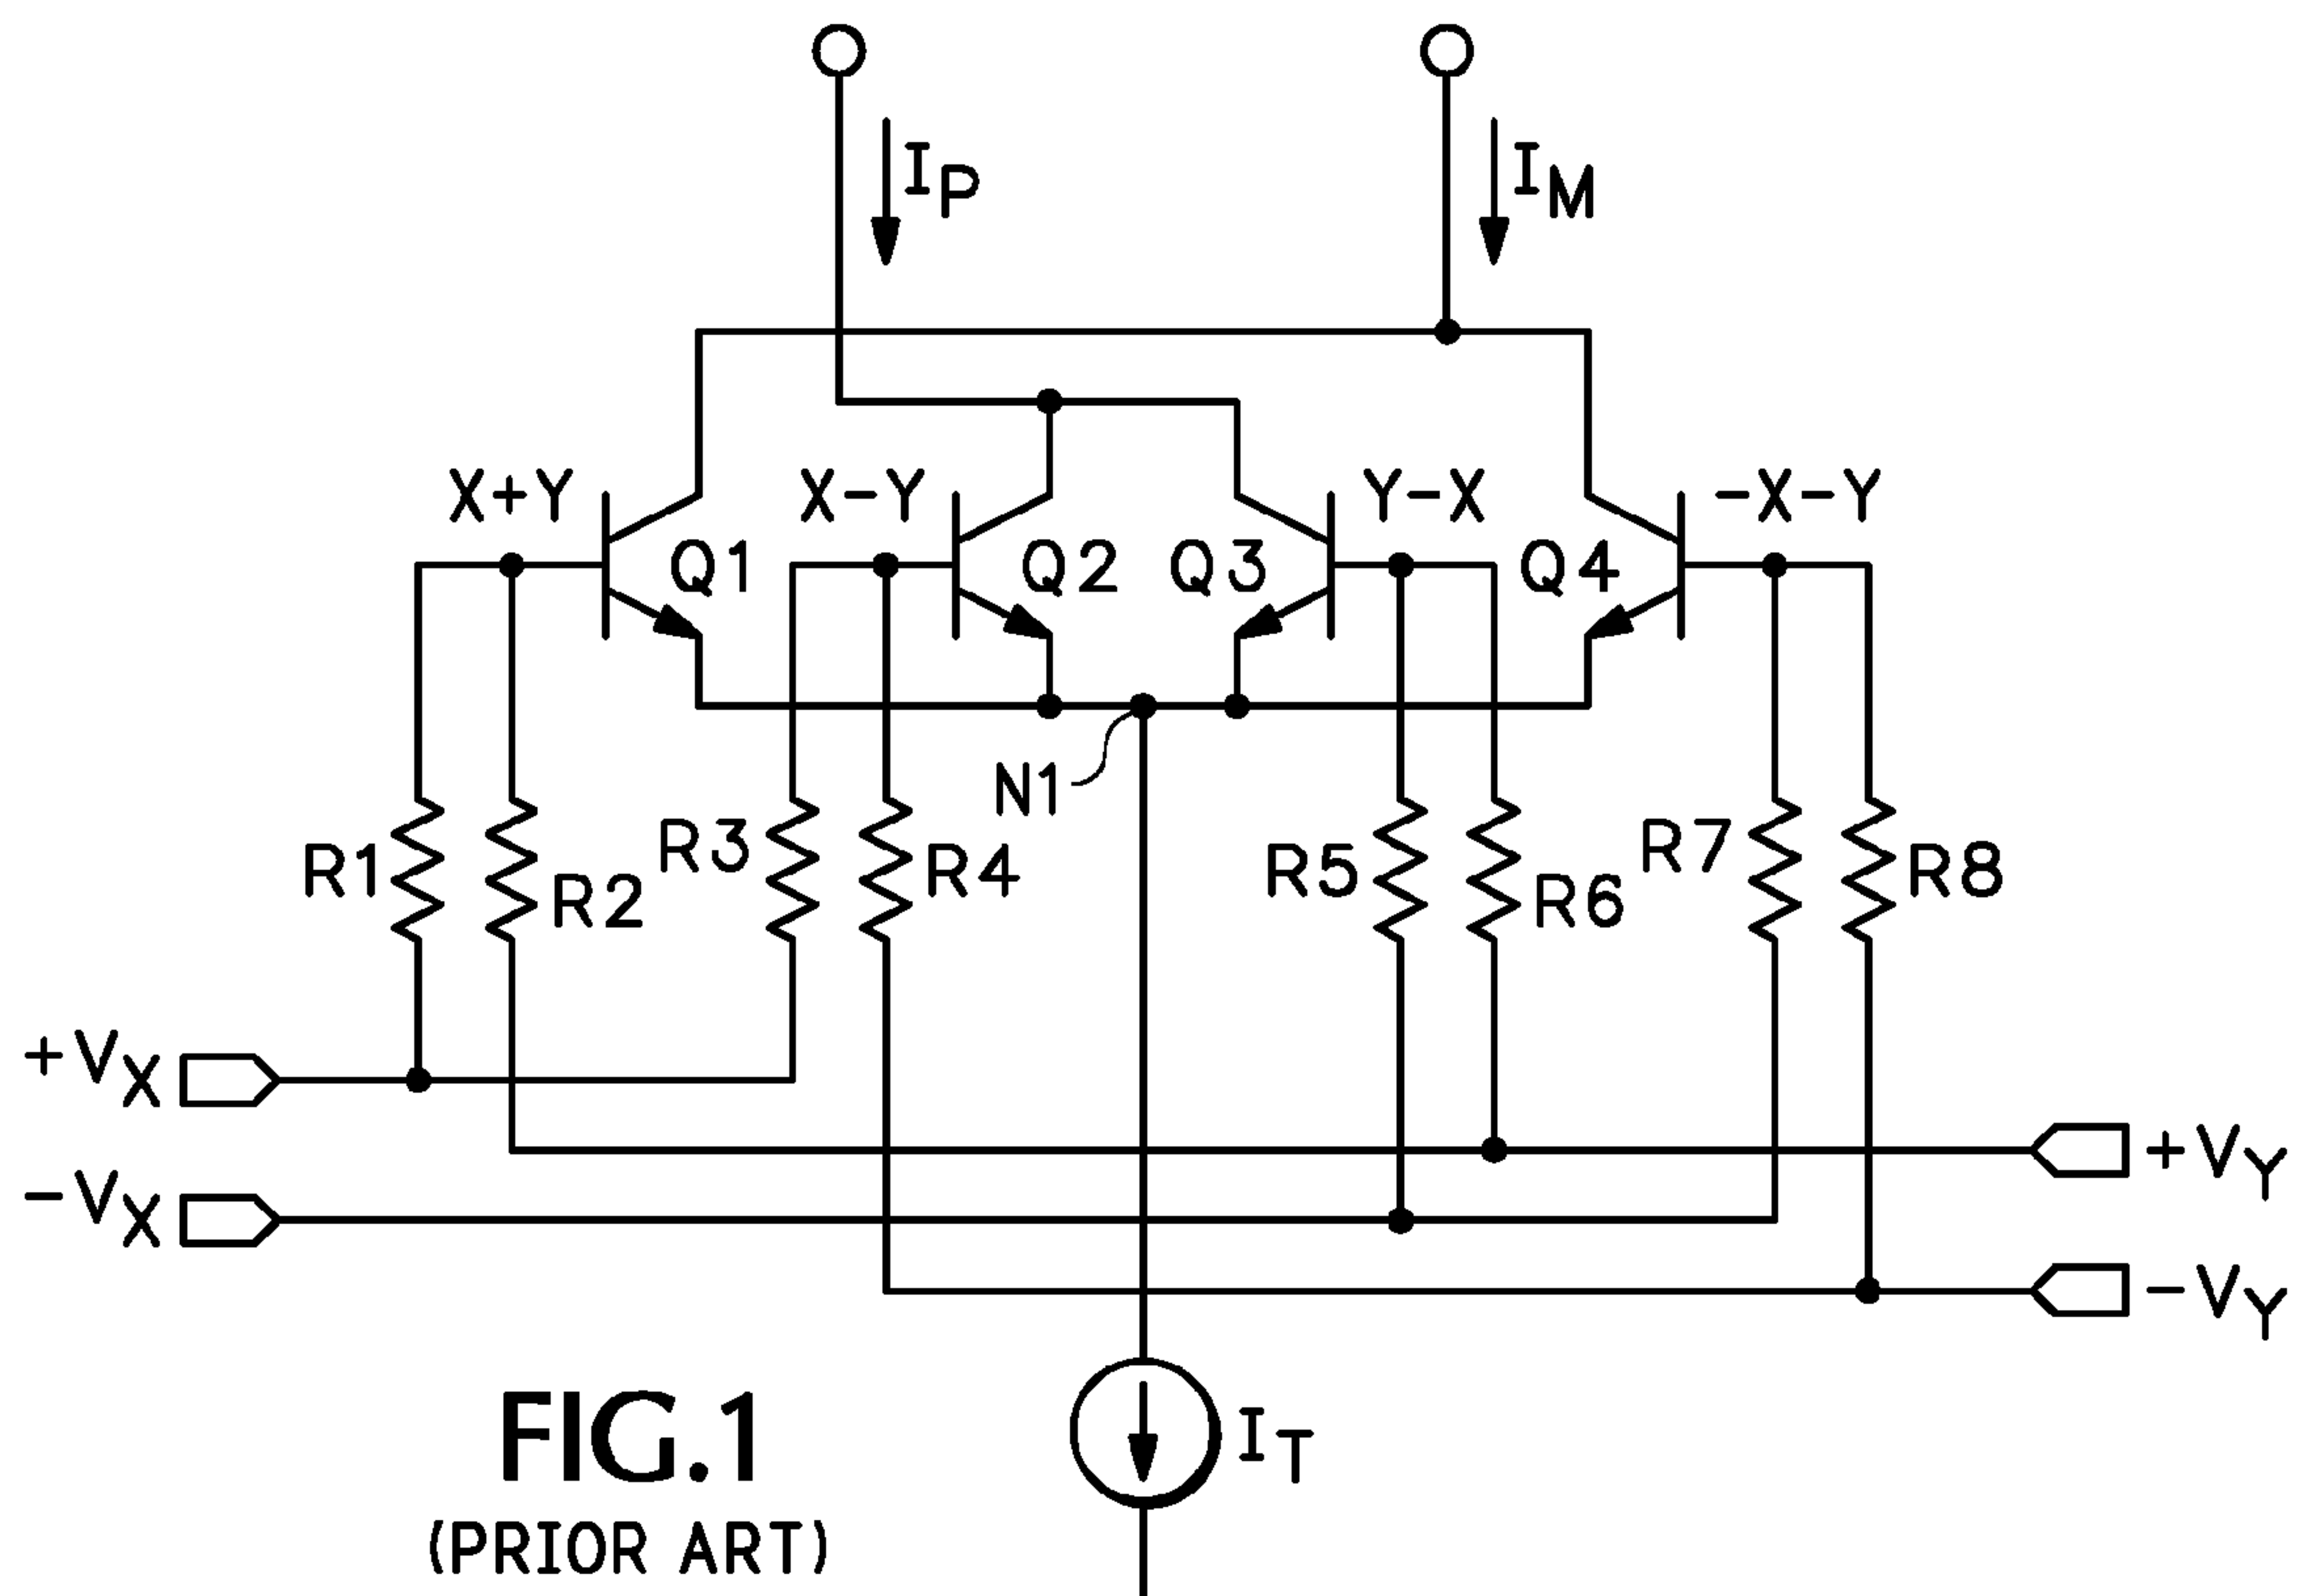 I_P I_M
X+Y X-Y Y-X -X-Y
Q1 Q2 Q3 Q4
N1
R1 R2 R3 R4 R5 R6 R7 R8
+V_X
+V_Y
-V_X
-V_Y
I_T
FIG.1
(PRIOR ART)